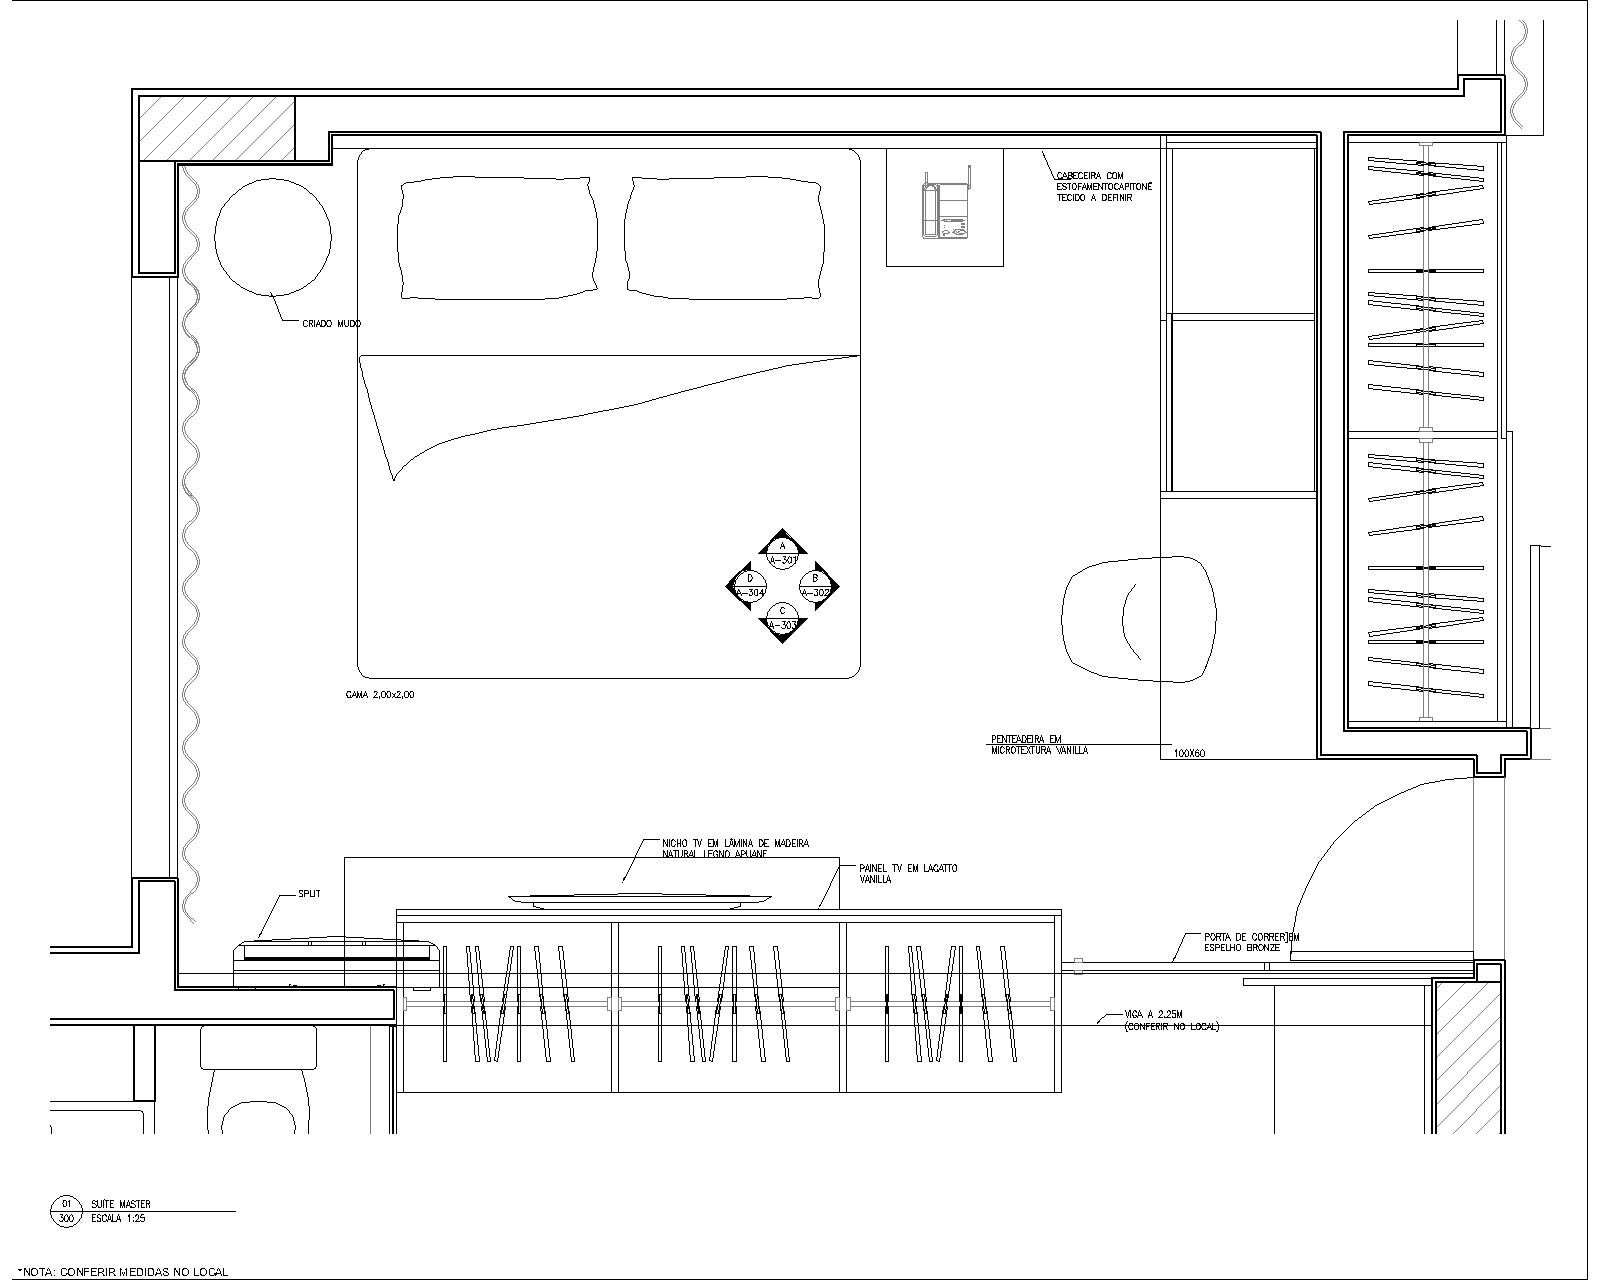 CABECEIRA COM
ESTOFAMENTOCAPITONÊ
TECIDO A DEFINIR
CRIADO MUDO
A
A-301
D
A-304
B
A-302
C
A-303
CAMA 2,00x2,00
PENTEADEIRA EM
MICROTEXTURA VANILLA
100X60
NICHO TV EM LÂMINA DE MADEIRA
NATURAL LEGNO APUANE
PAINEL TV EM LACATTO
VANILLA
SPLIT
PORTA DE CORRER EM
ESPELHO BRONZE
VIGA A 2.25M
(CONFERIR NO LOCAL)
01
300
SUÍTE MASTER
ESCALA 1:25
*NOTA: CONFERIR MEDIDAS NO LOCAL